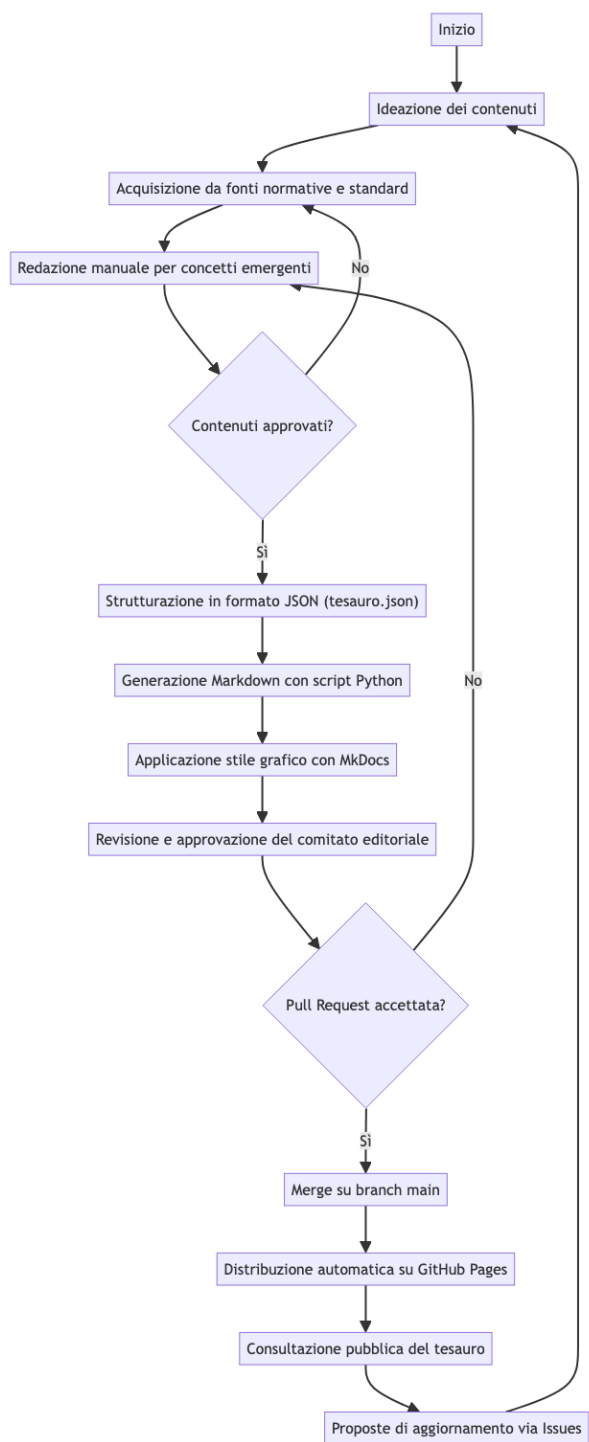 Inizio
Ideazione dei contenuti
Acquisizione da fonti normative e standard
Redazione manuale per concetti emergenti
No
Contenuti approvati?
Sì
Strutturazione in formato JSON (tesauro.json)
Generazione Markdown con script Python
No
Applicazione stile grafico con MkDocs
Revisione e approvazione del comitato editoriale
Pull Request accettata?
Sì
Merge su branch main
Distribuzione automatica su GitHub Pages
Consultazione pubblica del tesauro
Proposte di aggiornamento via Issues